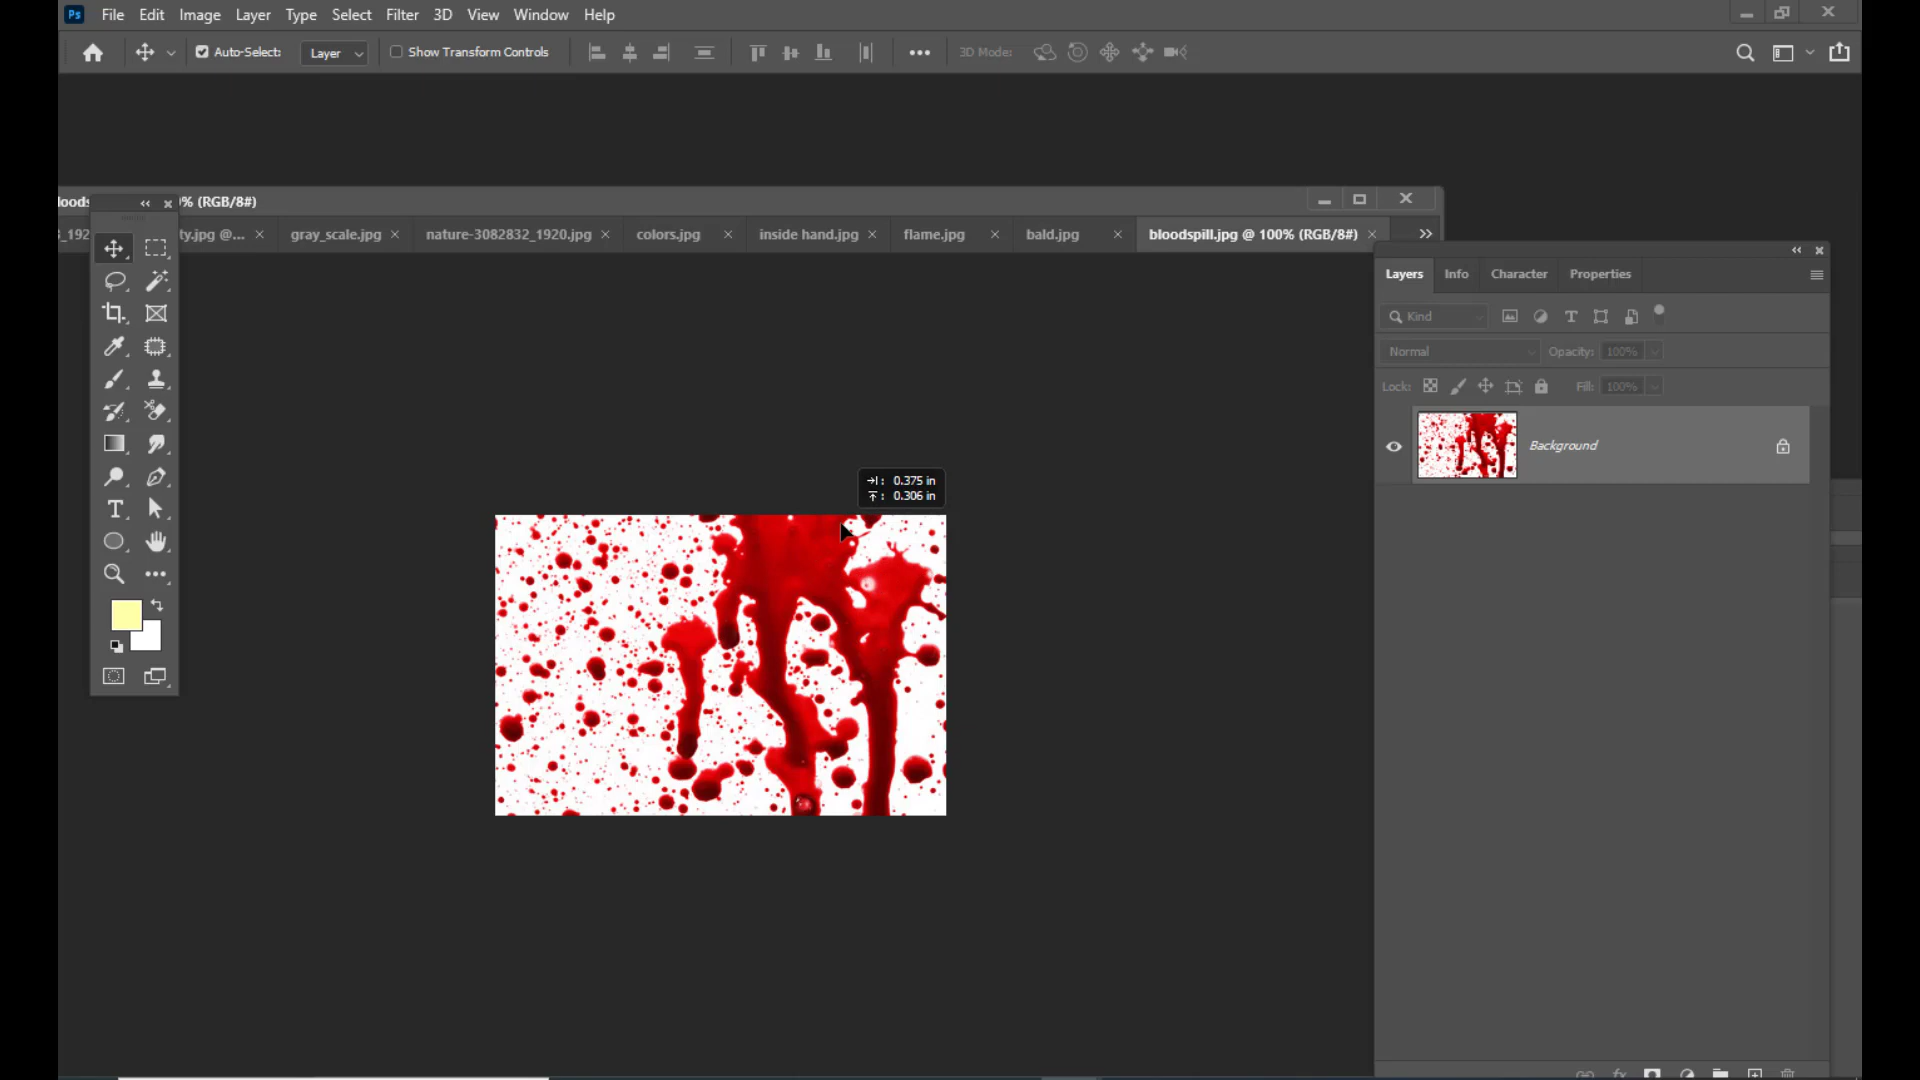 Ps File Edit Image Layer Type Select Filter 3D View Window Help
Auto-Select: Layer Show Transform Controls 3D Mode:
% (RGB/8#)
ty.jpg @... gray_scale.jpg nature-3082832_1920.jpg colors.jpg inside hand.jpg flame.jpg bald.jpg bloodspill.jpg @ 100% (RGB/8#)
Layers Info Character Properties
Kind
Normal Opacity: 100%
Lock: Fill: 100%
Background
0.375 in
0.306 in